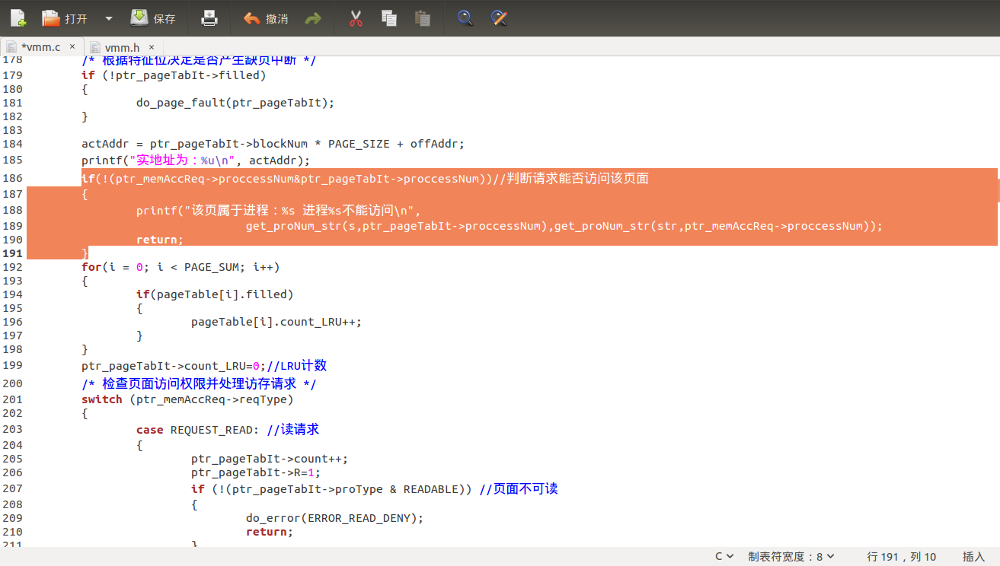 打开 保存 撤消
*vmm.c × vmm.h ×
178 /* 根据特征位决定是否产生缺页中断 */
179 if (!ptr_pageTabIt->filled)
180 {
181 do_page_fault(ptr_pageTabIt);
182 }
183
184 actAddr = ptr_pageTabIt->blockNum * PAGE_SIZE + offAddr;
185 printf("实地址为：%u\n", actAddr);
186 if(!(ptr_memAccReq->proccessNum&ptr_pageTabIt->proccessNum))//判断请求能否访问该页面
187 {
188 printf("该页属于进程：%s 进程%s不能访问\n",
189 get_proNum_str(s,ptr_pageTabIt->proccessNum),get_proNum_str(str,ptr_memAccReq->proccessNum));
190 return;
191 }
192 for(i = 0; i < PAGE_SUM; i++)
193 {
194 if(pageTable[i].filled)
195 {
196 pageTable[i].count_LRU++;
197 }
198 }
199 ptr_pageTabIt->count_LRU=0;//LRU计数
200 /* 检查页面访问权限并处理访存请求 */
201 switch (ptr_memAccReq->reqType)
202 {
203 case REQUEST_READ: //读请求
204 {
205 ptr_pageTabIt->count++;
206 ptr_pageTabIt->R=1;
207 if (!(ptr_pageTabIt->proType & READABLE)) //页面不可读
208 {
209 do_error(ERROR_READ_DENY);
210 return;
211 }
C 制表符宽度：8 行 191，列 10 插入